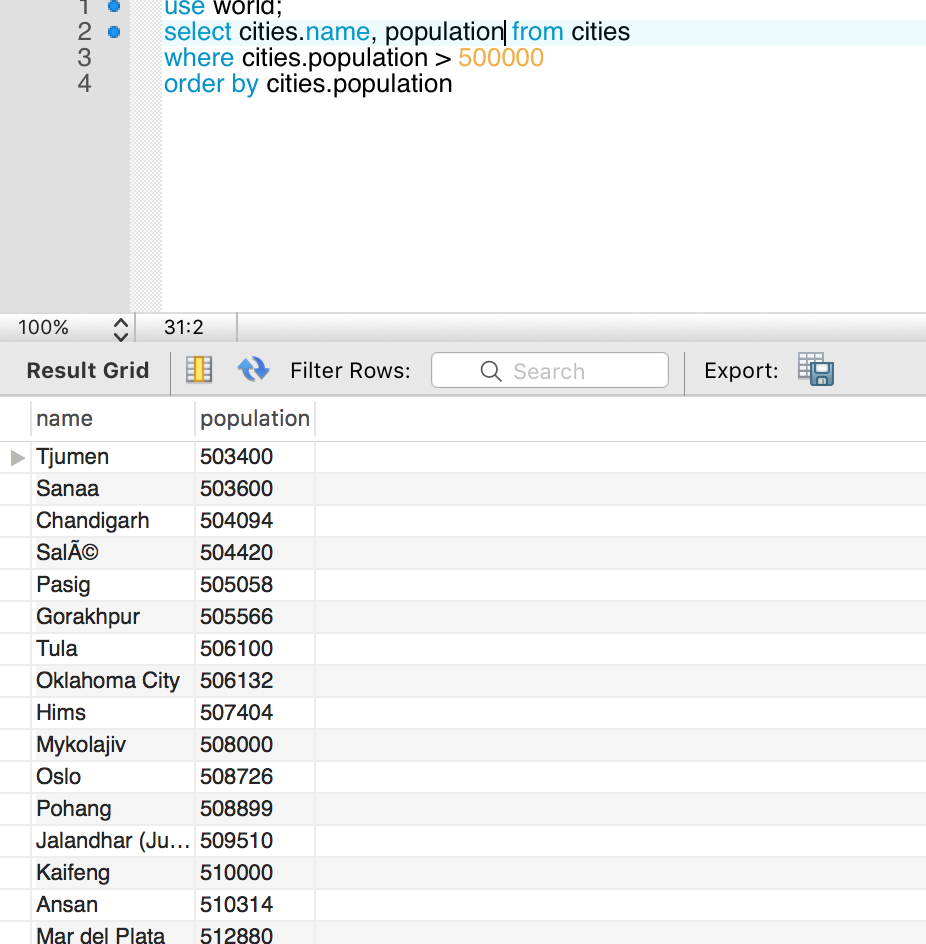 1 use world;
2 select cities.name, population from cities
3 where cities.population > 500000
4 order by cities.population
100% 31:2
Result Grid Filter Rows: Search Export:
name population
Tjumen 503400
Sanaa 503600
Chandigarh 504094
SalÃ© 504420
Pasig 505058
Gorakhpur 505566
Tula 506100
Oklahoma City 506132
Hims 507404
Mykolajiv 508000
Oslo 508726
Pohang 508899
Jalandhar (Ju... 509510
Kaifeng 510000
Ansan 510314
Mar del Plata 512880